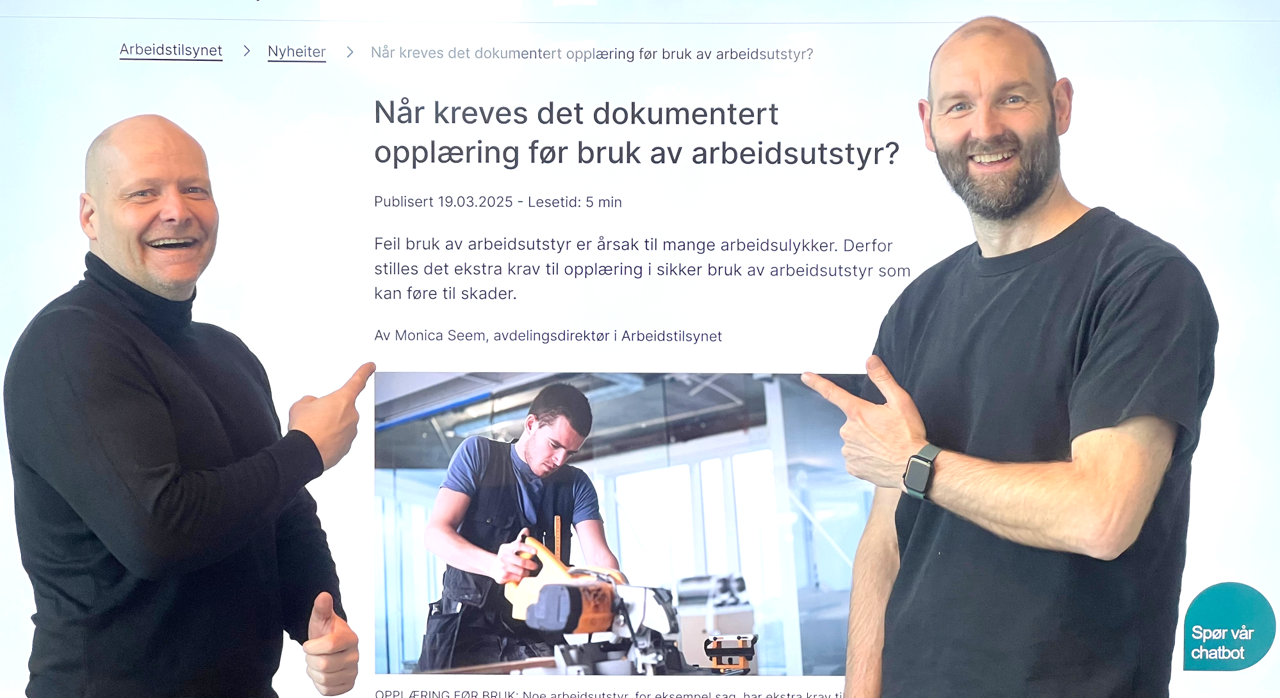 Arbeidstilsynet > Nyheiter > Når kreves det dokumentert opplæring før bruk av arbeidsutstyr?
Når kreves det dokumentert
opplæring før bruk av arbeidsutstyr?
Publisert 19.03.2025 - Lesetid: 5 min
Feil bruk av arbeidsutstyr er årsak til mange arbeidsulykker. Derfor
stilles det ekstra krav til opplæring i sikker bruk av arbeidsutstyr som
kan føre til skader.
Av Monica Seem, avdelingsdirektør i Arbeidstilsynet
OPPLÆRING FØR BRUK: Noe arbeidsutstyr, for eksempel sag, har ekstra krav
Spør vår
chatbot